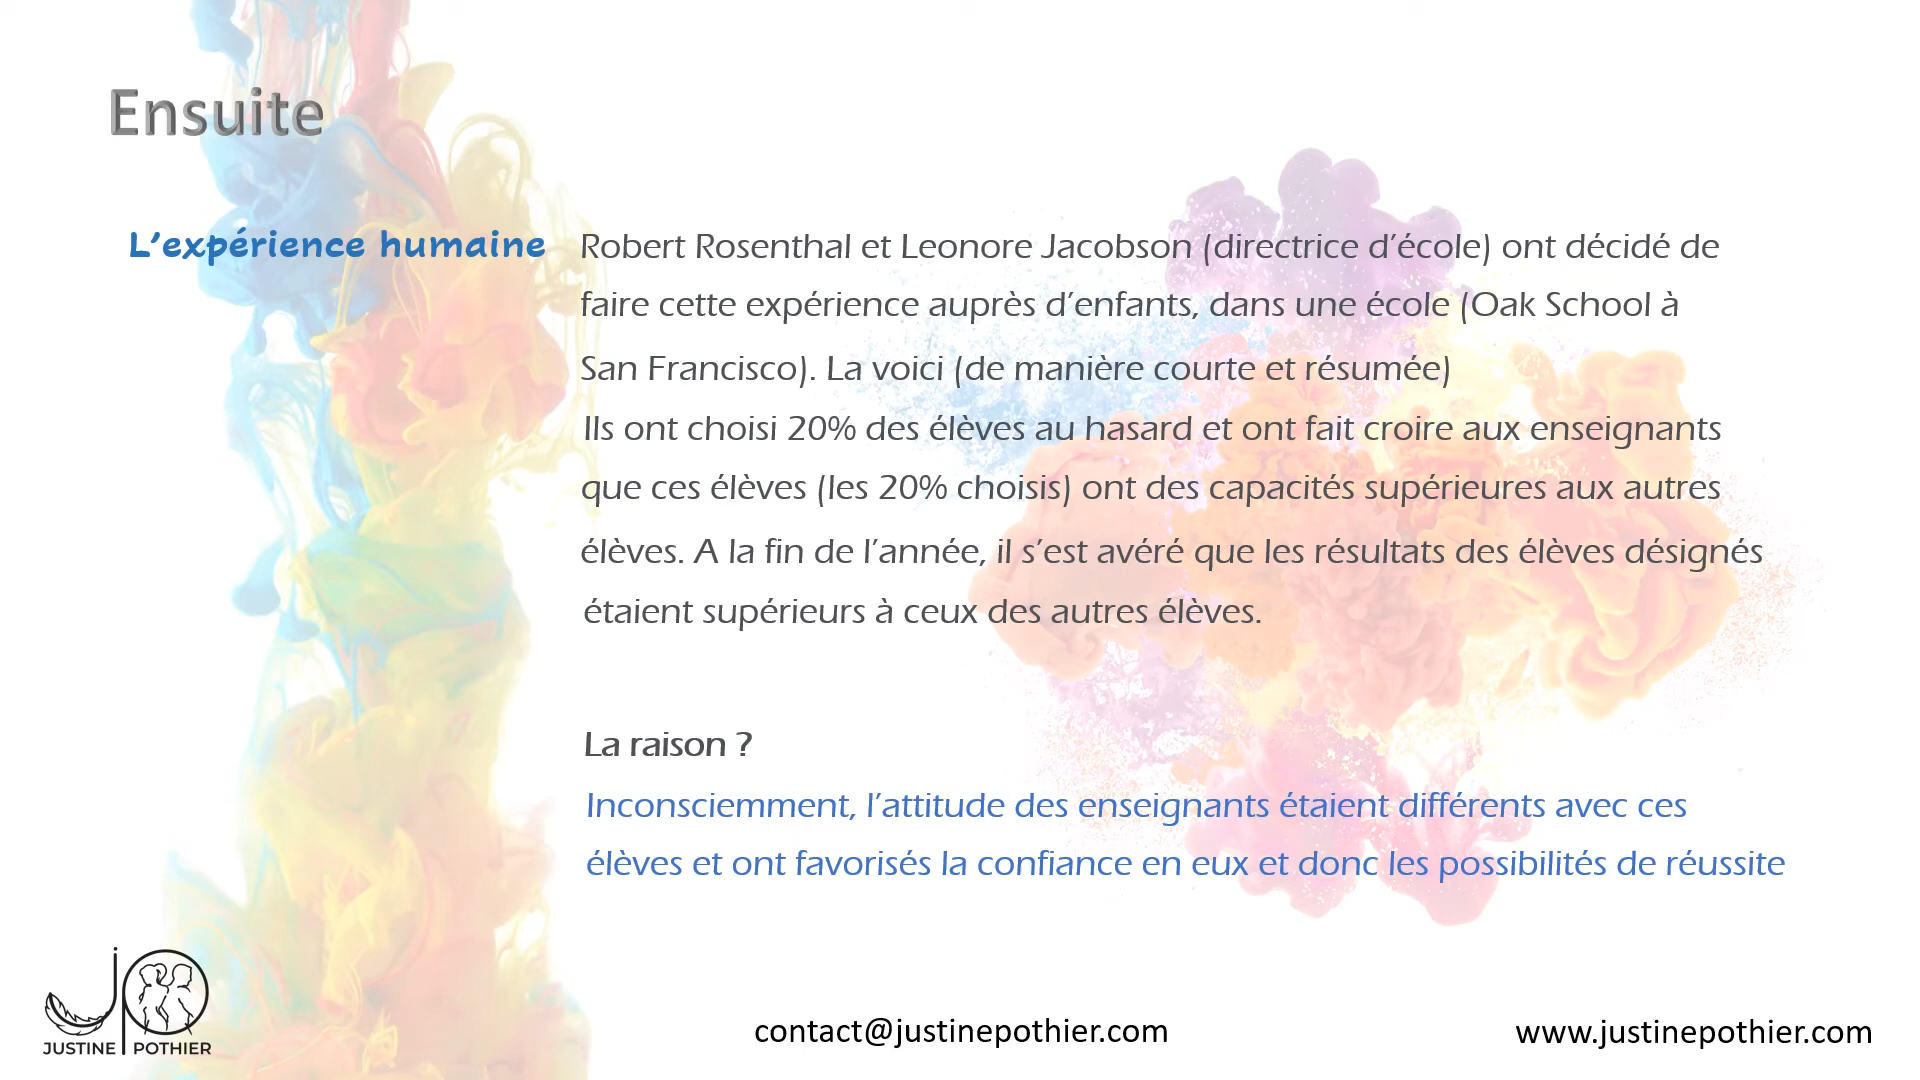 Ensuite
L’expérience humaine
Robert Rosenthal et Leonore Jacobson (directrice d’école) ont décidé de
faire cette expérience auprès d’enfants, dans une école (Oak School à
San Francisco). La voici (de manière courte et résumée)
Ils ont choisi 20% des élèves au hasard et ont fait croire aux enseignants
que ces élèves (les 20% choisis) ont des capacités supérieures aux autres
élèves. A la fin de l’année, il s’est avéré que les résultats des élèves désignés
étaient supérieurs à ceux des autres élèves.
La raison ?
Inconsciemment, l’attitude des enseignants étaient différents avec ces
élèves et ont favorisés la confiance en eux et donc les possibilités de réussite
JP
JUSTINE POTHIER
contact@justinepothier.com
www.justinepothier.com